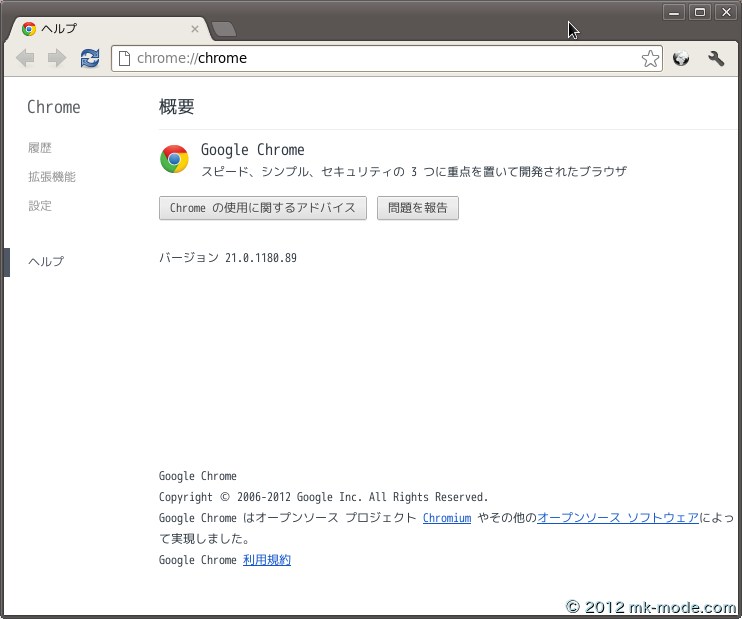 ヘルプ
chrome://chrome
Chrome
概要
履歴
拡張機能
設定
ヘルプ
Google Chrome
スピード、シンプル、セキュリティの 3 つに重点を置いて開発されたブラウザ
Chrome の使用に関するアドバイス
問題を報告
バージョン 21.0.1180.89
Google Chrome
Copyright © 2006-2012 Google Inc. All Rights Reserved.
Google Chrome はオープンソース プロジェクト Chromium やその他のオープンソース ソフトウェアによっ
て実現しました。
Google Chrome 利用規約
© 2012 mk-mode.com